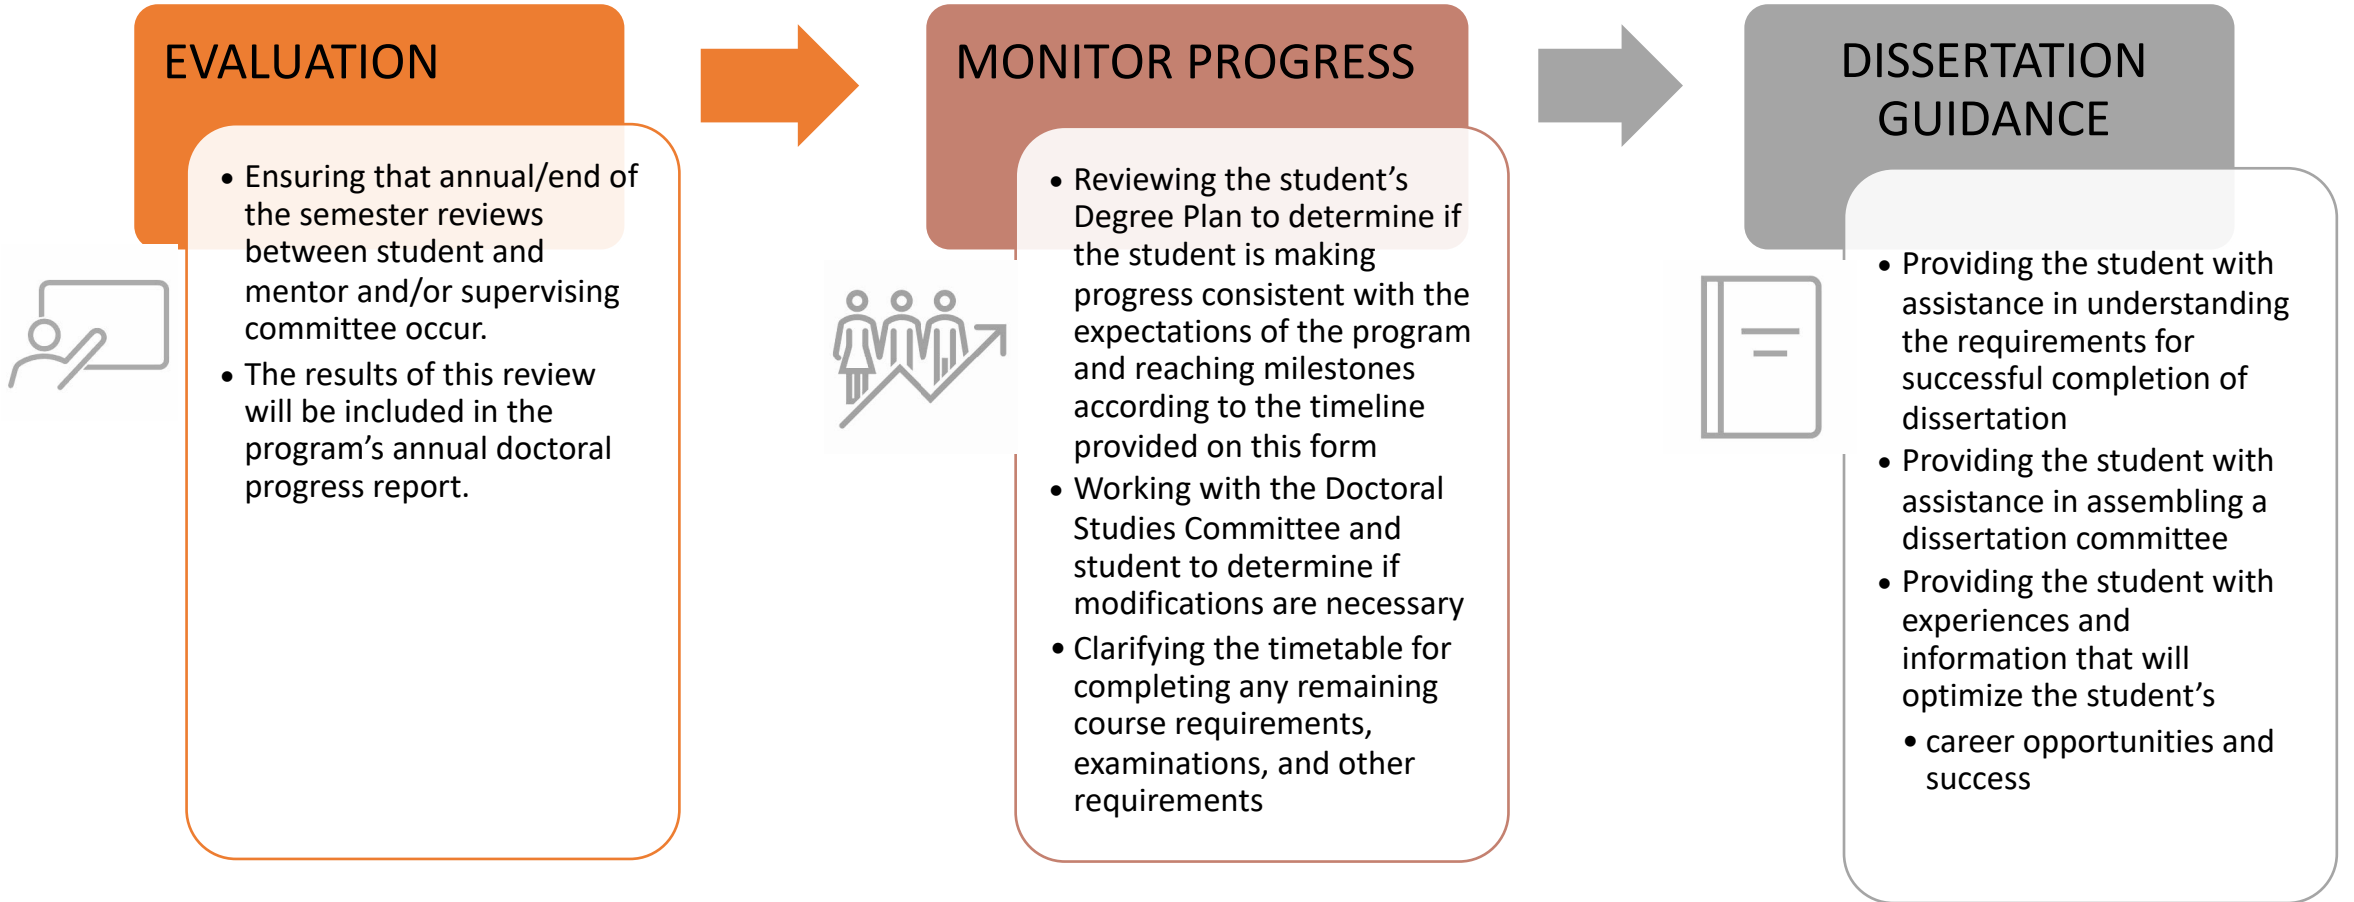 EVALUATION
• Ensuring that annual/end of
the semester reviews
between student and
mentor and/or supervising
committee occur.
• The results of this review
will be included in the
program’s annual doctoral
progress report.
MONITOR PROGRESS
• Reviewing the student’s
Degree Plan to determine if
the student is making
progress consistent with the
expectations of the program
and reaching milestones
according to the timeline
provided on this form
• Working with the Doctoral
Studies Committee and
student to determine if
modifications are necessary
• Clarifying the timetable for
completing any remaining
course requirements,
examinations, and other
requirements
DISSERTATION
GUIDANCE
• Providing the student with
assistance in understanding
the requirements for
successful completion of
dissertation
• Providing the student with
assistance in assembling a
dissertation committee
• Providing the student with
experiences and
information that will
optimize the student’s
• career opportunities and
success